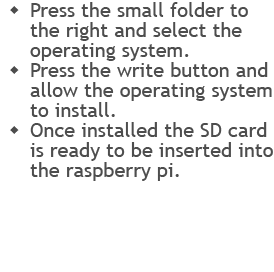 ◆ Press the small folder to
the right and select the
operating system.
◆ Press the write button and
allow the operating system
to install.
◆ Once installed the SD card
is ready to be inserted into
the raspberry pi.